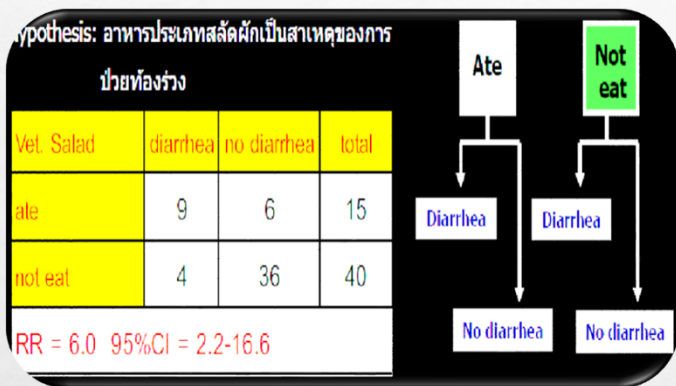 ypothesis: อาหารประเภทสลัดผักเป็นสาเหตุของการ
ป่วยท้องร่วง
Vet. Salad diarrhea no diarrhea total
ate 9 6 15
not eat 4 36 40
RR = 6.0 95%CI = 2.2-16.6
Ate
Not
eat
Diarrhea
Diarrhea
No diarrhea
No diarrhea